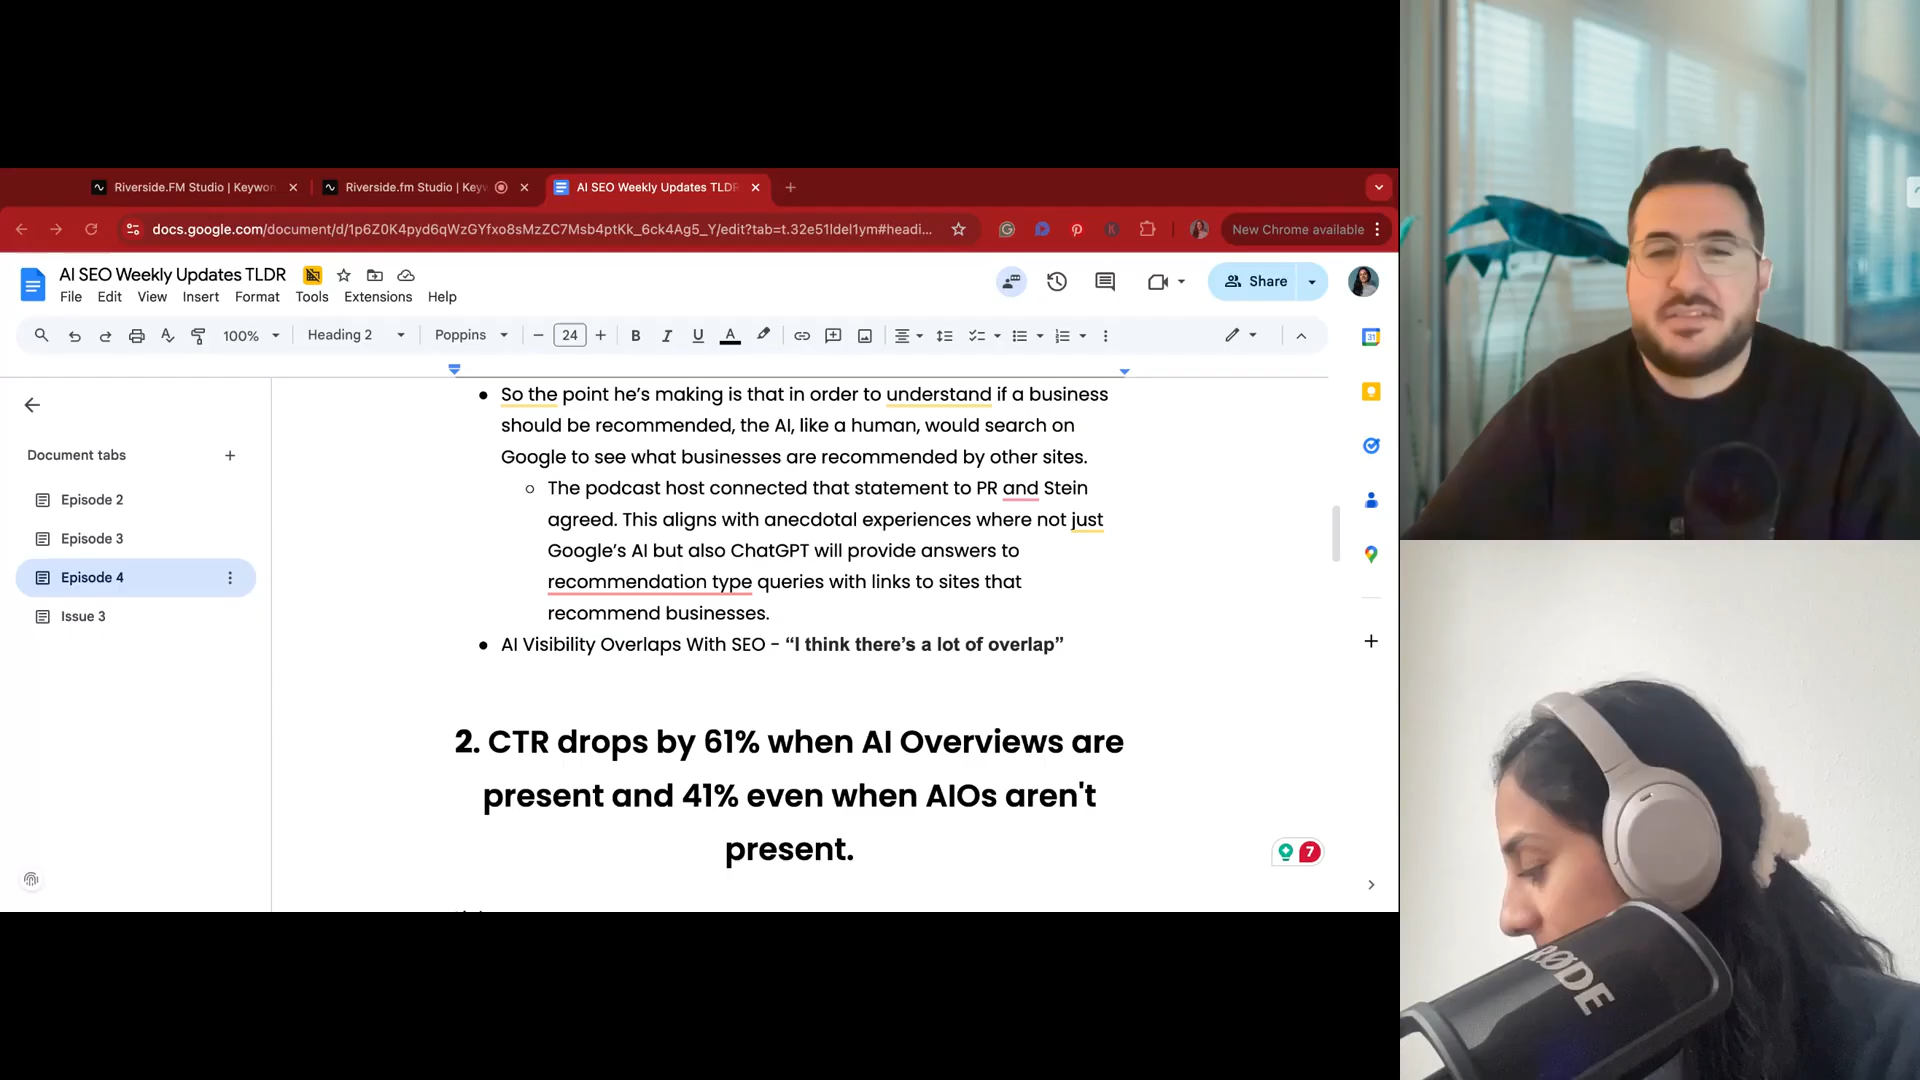 Riverside.FM Studio | Keywor
Riverside.fm Studio | Key
AI SEO Weekly Updates TLDR
docs.google.com/document/d/1p6Z0K4pyd6qWzGYfxo8sMzZC7Msb4ptKk_6ck4Ag5_Y/edit?tab=t.32e51ldel1ym#headi...
New Chrome available
AI SEO Weekly Updates TLDR
File Edit View Insert Format Tools Extensions Help
Share
100% Heading 2 Poppins 24 B I U A
31
Document tabs
Episode 2
Episode 3
Episode 4
Issue 3
• So the point he’s making is that in order to understand if a business
should be recommended, the AI, like a human, would search on
Google to see what businesses are recommended by other sites.
○ The podcast host connected that statement to PR and Stein
agreed. This aligns with anecdotal experiences where not just
Google’s AI but also ChatGPT will provide answers to
recommendation type queries with links to sites that
recommend businesses.
• AI Visibility Overlaps With SEO - “I think there’s a lot of overlap”
2. CTR drops by 61% when AI Overviews are
present and 41% even when AIOs aren't
present.
7
RØDE